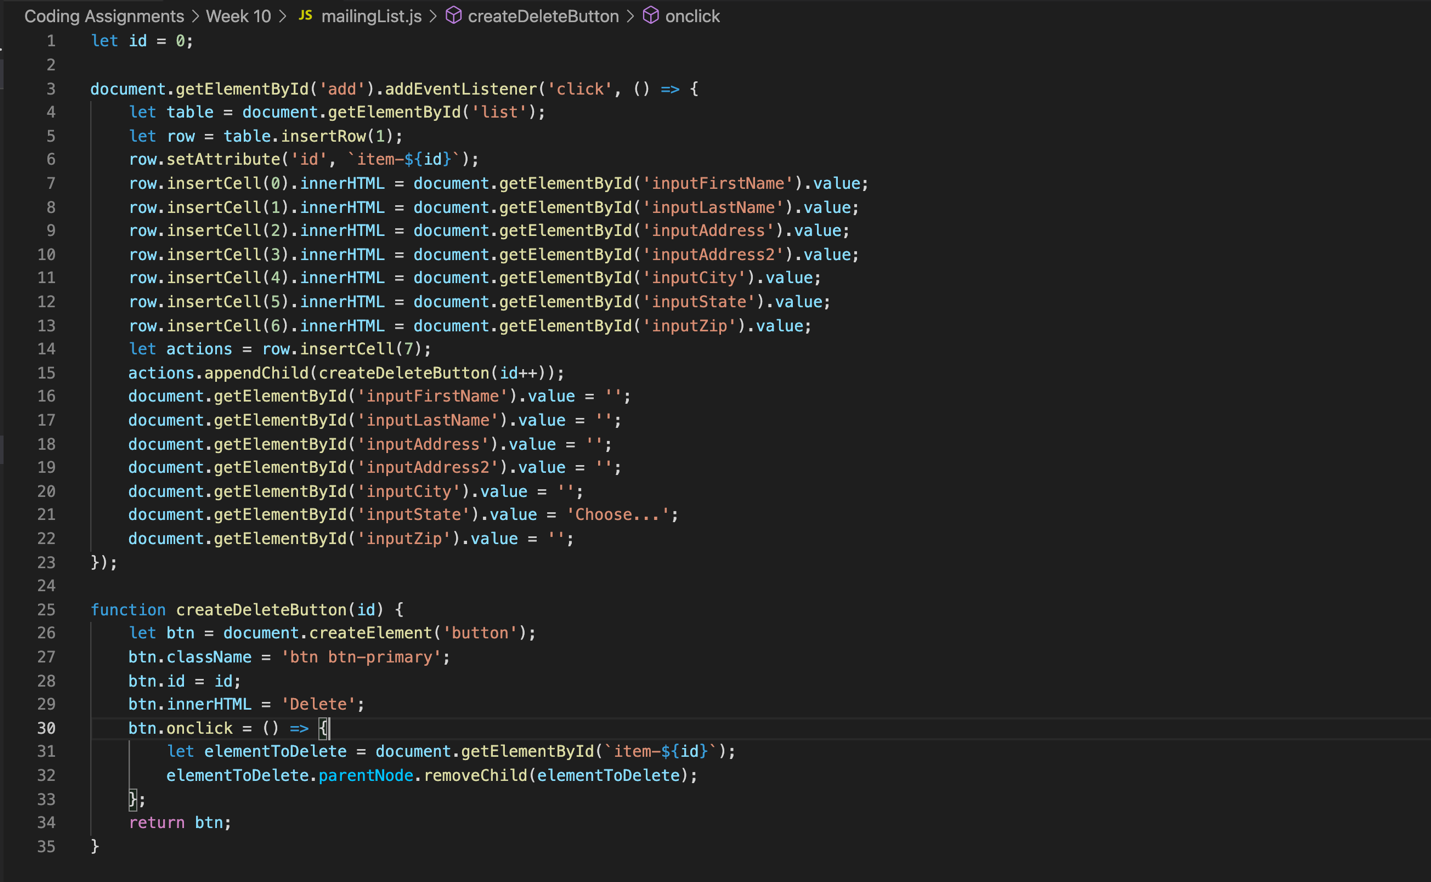 Coding Assignments > Week 10 > JS mailingList.js > createDeleteButton > onclick
1 let id = 0;
2
3 document.getElementById('add').addEventListener('click', () => {
4     let table = document.getElementById('list');
5     let row = table.insertRow(1);
6     row.setAttribute('id', `item-${id}`);
7     row.insertCell(0).innerHTML = document.getElementById('inputFirstName').value;
8     row.insertCell(1).innerHTML = document.getElementById('inputLastName').value;
9     row.insertCell(2).innerHTML = document.getElementById('inputAddress').value;
10     row.insertCell(3).innerHTML = document.getElementById('inputAddress2').value;
11     row.insertCell(4).innerHTML = document.getElementById('inputCity').value;
12     row.insertCell(5).innerHTML = document.getElementById('inputState').value;
13     row.insertCell(6).innerHTML = document.getElementById('inputZip').value;
14     let actions = row.insertCell(7);
15     actions.appendChild(createDeleteButton(id++));
16     document.getElementById('inputFirstName').value = '';
17     document.getElementById('inputLastName').value = '';
18     document.getElementById('inputAddress').value = '';
19     document.getElementById('inputAddress2').value = '';
20     document.getElementById('inputCity').value = '';
21     document.getElementById('inputState').value = 'Choose...';
22     document.getElementById('inputZip').value = '';
23 });
24
25 function createDeleteButton(id) {
26     let btn = document.createElement('button');
27     btn.className = 'btn btn-primary';
28     btn.id = id;
29     btn.innerHTML = 'Delete';
30     btn.onclick = () => {
31         let elementToDelete = document.getElementById(`item-${id}`);
32         elementToDelete.parentNode.removeChild(elementToDelete);
33     };
34     return btn;
35 }